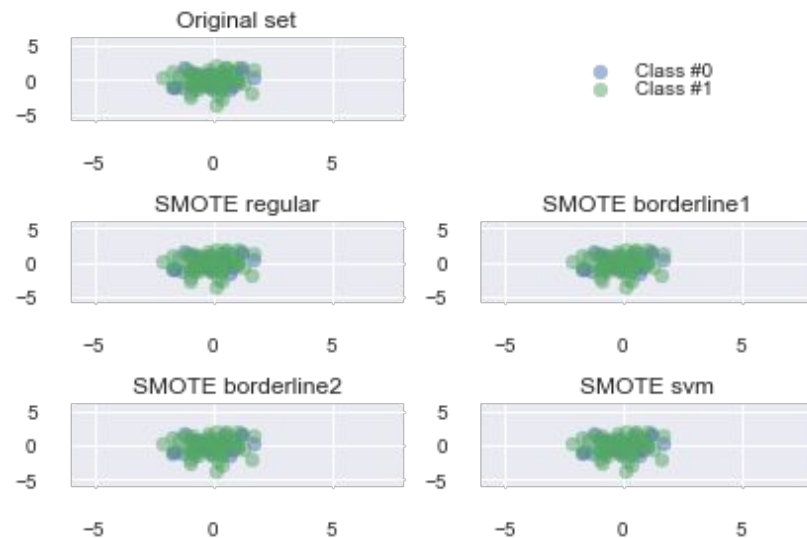 Original set
5
0
−5
−5 0 5
Class #0
Class #1
SMOTE regular
5
0
−5
−5 0 5
SMOTE borderline1
5
0
−5
−5 0 5
SMOTE borderline2
5
0
−5
−5 0 5
SMOTE svm
5
0
−5
−5 0 5